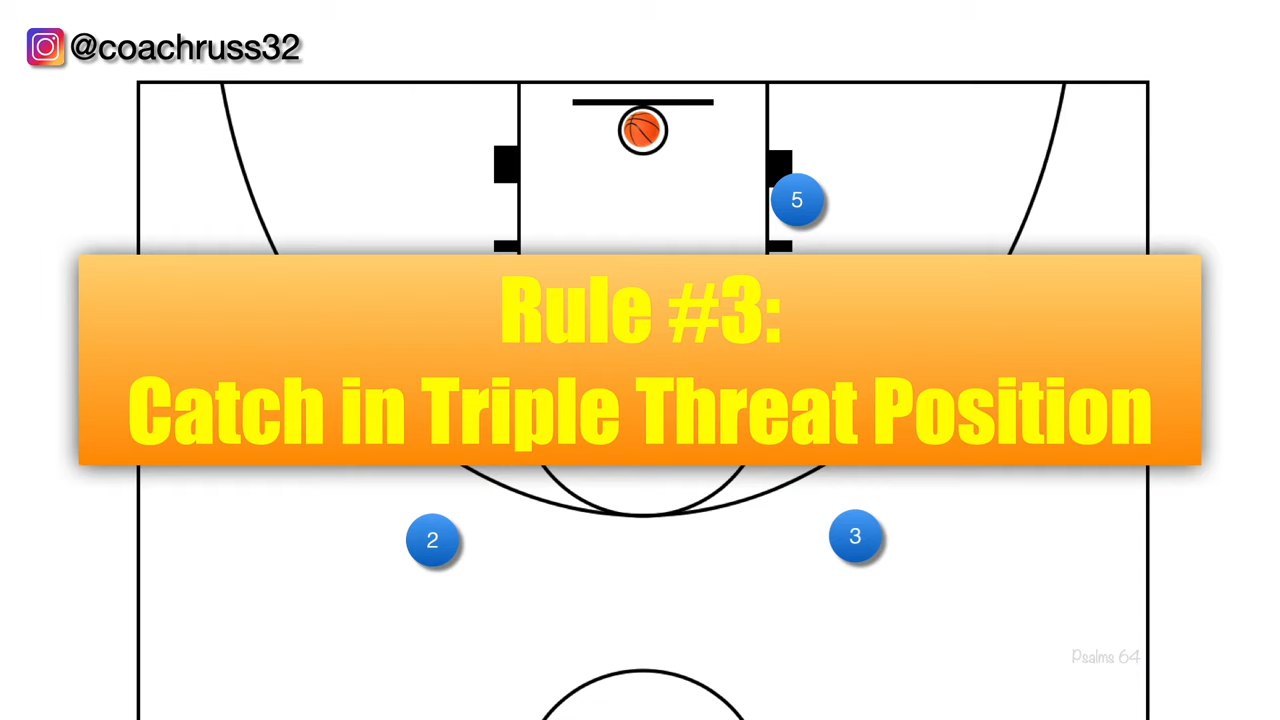 @coachruss32
5
Rule #3:
Catch in Triple Threat Position
2
3
Psalms 64